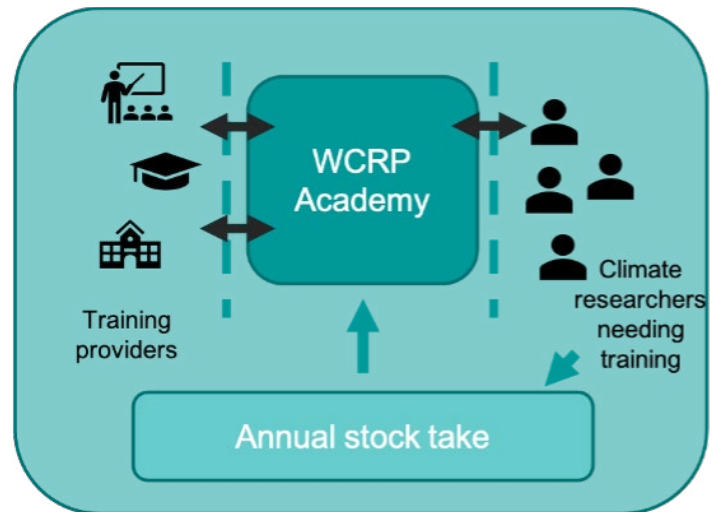 WCRP
Academy
Training
providers
Climate
researchers
needing
training
Annual stock take